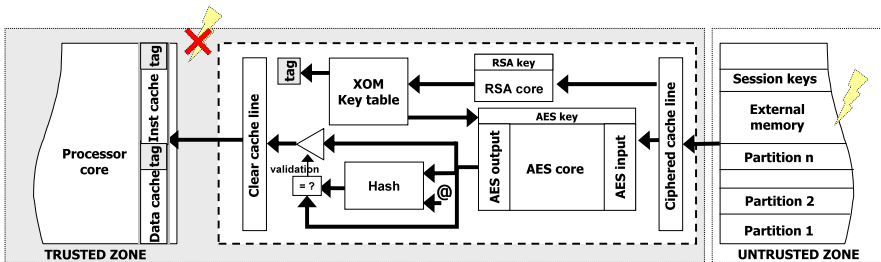 Processor
core
tag
Inst cache
tag
Data cache
TRUSTED ZONE
Clear cache line
tag
XOM
Key table
RSA key
RSA core
AES key
AES output
AES core
AES input
validation
= ?
Hash
@
Ciphered cache line
Session keys
External
memory
Partition n
Partition 2
Partition 1
UNTRUSTED ZONE